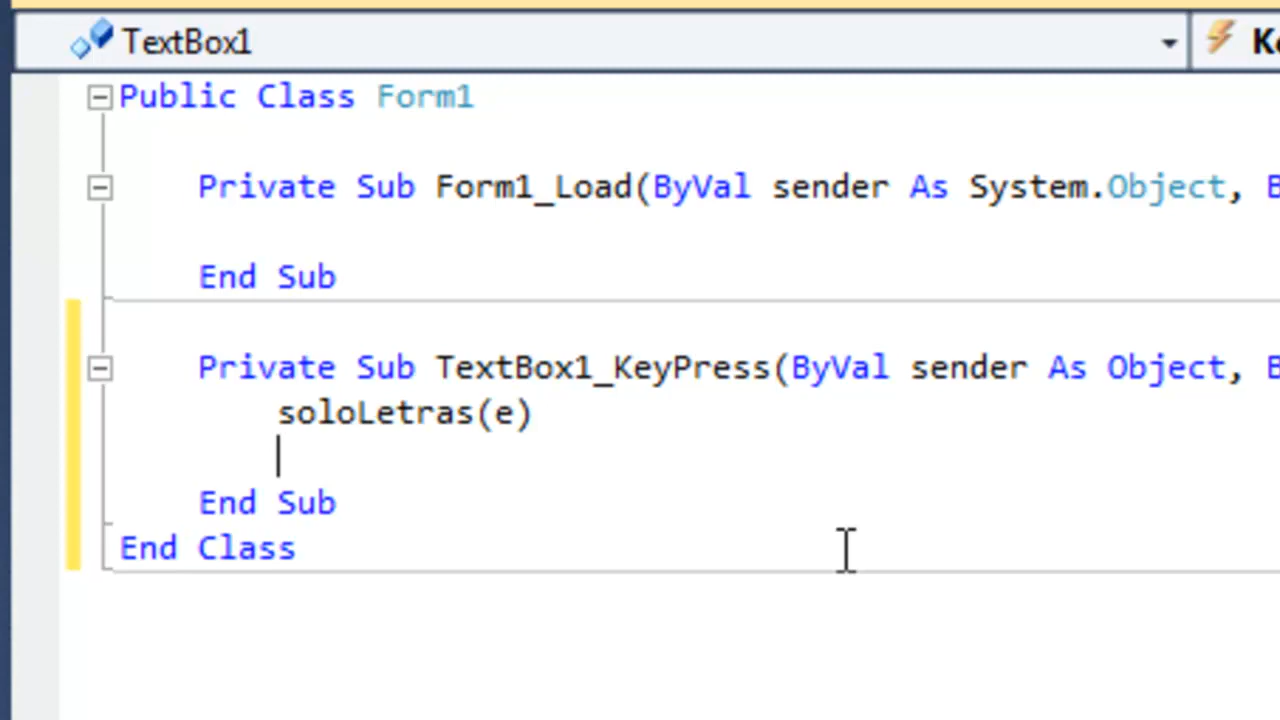 TextBox1
Public Class Form1
Private Sub Form1_Load(ByVal sender As System.Object,
End Sub
Private Sub TextBox1_KeyPress(ByVal sender As Object,
soloLetras(e)
End Sub
End Class